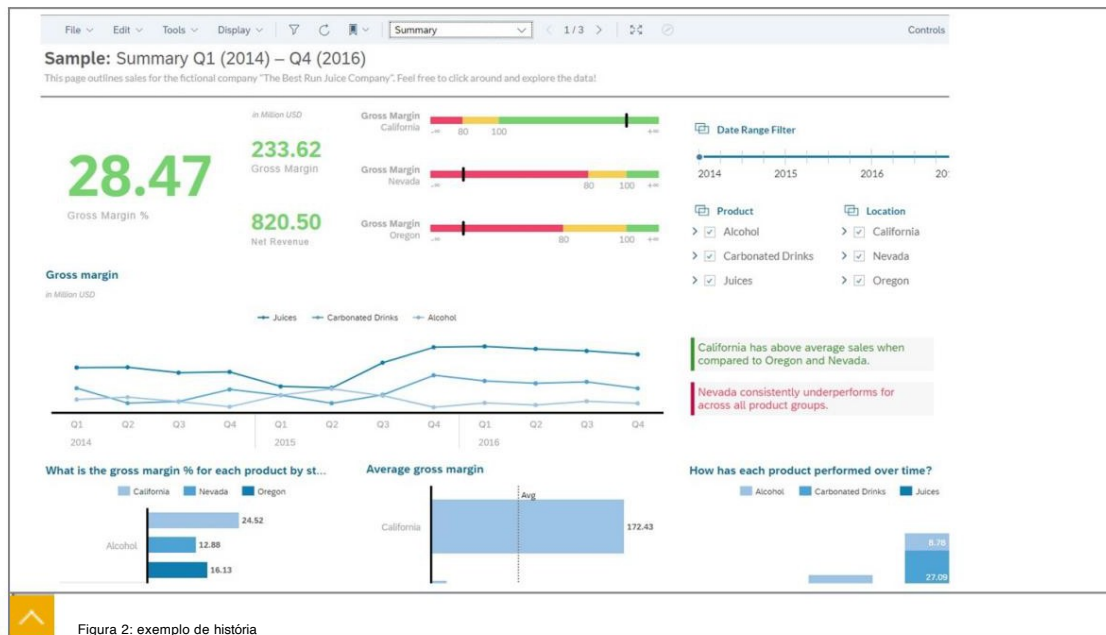 File Edit Tools Display Summary 1 / 3 Controls
Sample: Summary Q1 (2014) – Q4 (2016)
This page outlines sales for the fictional company "The Best Run Juice Company". Feel free to click around and explore the data!
28.47
Gross Margin %
in Million USD
233.62
Gross Margin
820.50
Net Revenue
Gross Margin
California
-∞ 80 100 +∞
Gross Margin
Nevada
-∞ 80 100 +∞
Gross Margin
Oregon
-∞ 80 100 +∞
Date Range Filter
2014 2015 2016 20
Product
Alcohol
Carbonated Drinks
Juices
Location
California
Nevada
Oregon
Gross margin
in Million USD
Juices Carbonated Drinks Alcohol
Q1 Q2 Q3 Q4 Q1 Q2 Q3 Q4 Q1 Q2 Q3 Q4
2014 2015 2016
California has above average sales when
compared to Oregon and Nevada.
Nevada consistently underperforms for
across all product groups.
What is the gross margin % for each product by st...
California Nevada Oregon
Alcohol
24.52
12.88
16.13
Average gross margin
Avg
California
172.43
How has each product performed over time?
Alcohol Carbonated Drinks Juices
8.76
27.09
Figura 2: exemplo de história